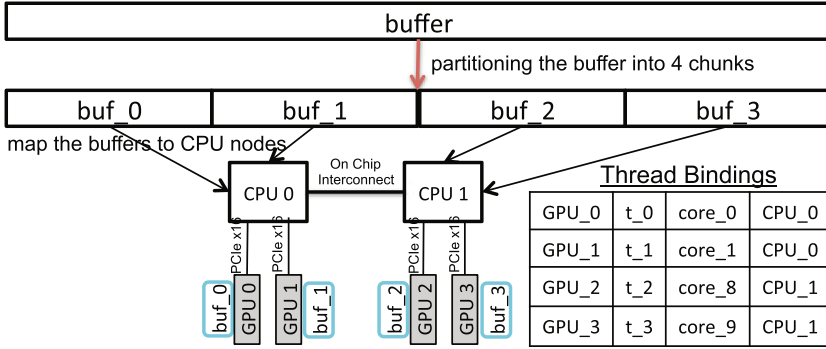 buffer
partitioning the buffer into 4 chunks
buf_0 buf_1 buf_2 buf_3
map the buffers to CPU nodes
On Chip
Interconnect
CPU 0 CPU 1
Thread Bindings
PCIe x16 PCIe x16 PCIe x16 PCIe x16
buf_0 GPU 0 GPU 1 buf_1 buf_2 GPU 2 GPU 3 buf_3
GPU_0 t_0 core_0 CPU_0
GPU_1 t_1 core_1 CPU_0
GPU_2 t_2 core_8 CPU_1
GPU_3 t_3 core_9 CPU_1